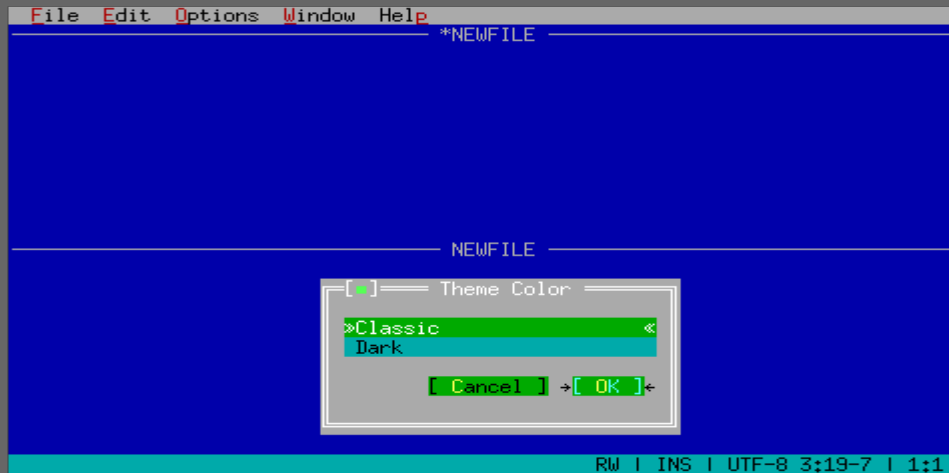 File Edit Options Window Help
*NEWFILE
NEWFILE
[■] Theme Color
»Classic «
Dark
[ Cancel ] →[ OK ]←
RW | INS | UTF-8 3:19-7 | 1:1